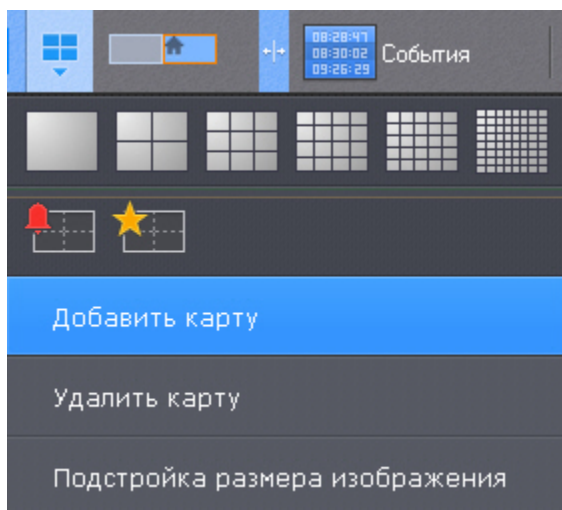 08:28:47
08:30:02
09:26:29
События
Добавить карту
Удалить карту
Подстройка размера изображения